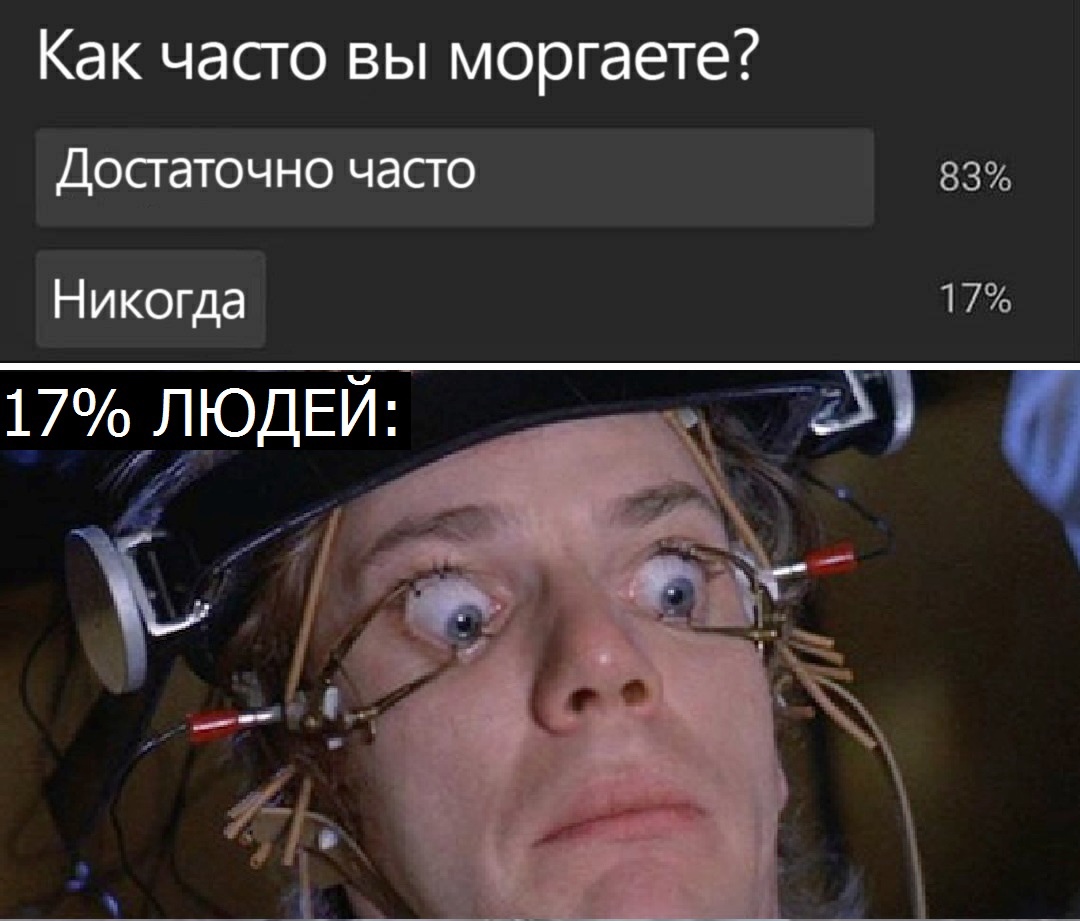 Как часто вы моргаете?
Достаточно часто
83%
Никогда
17%
17% ЛЮДЕЙ: